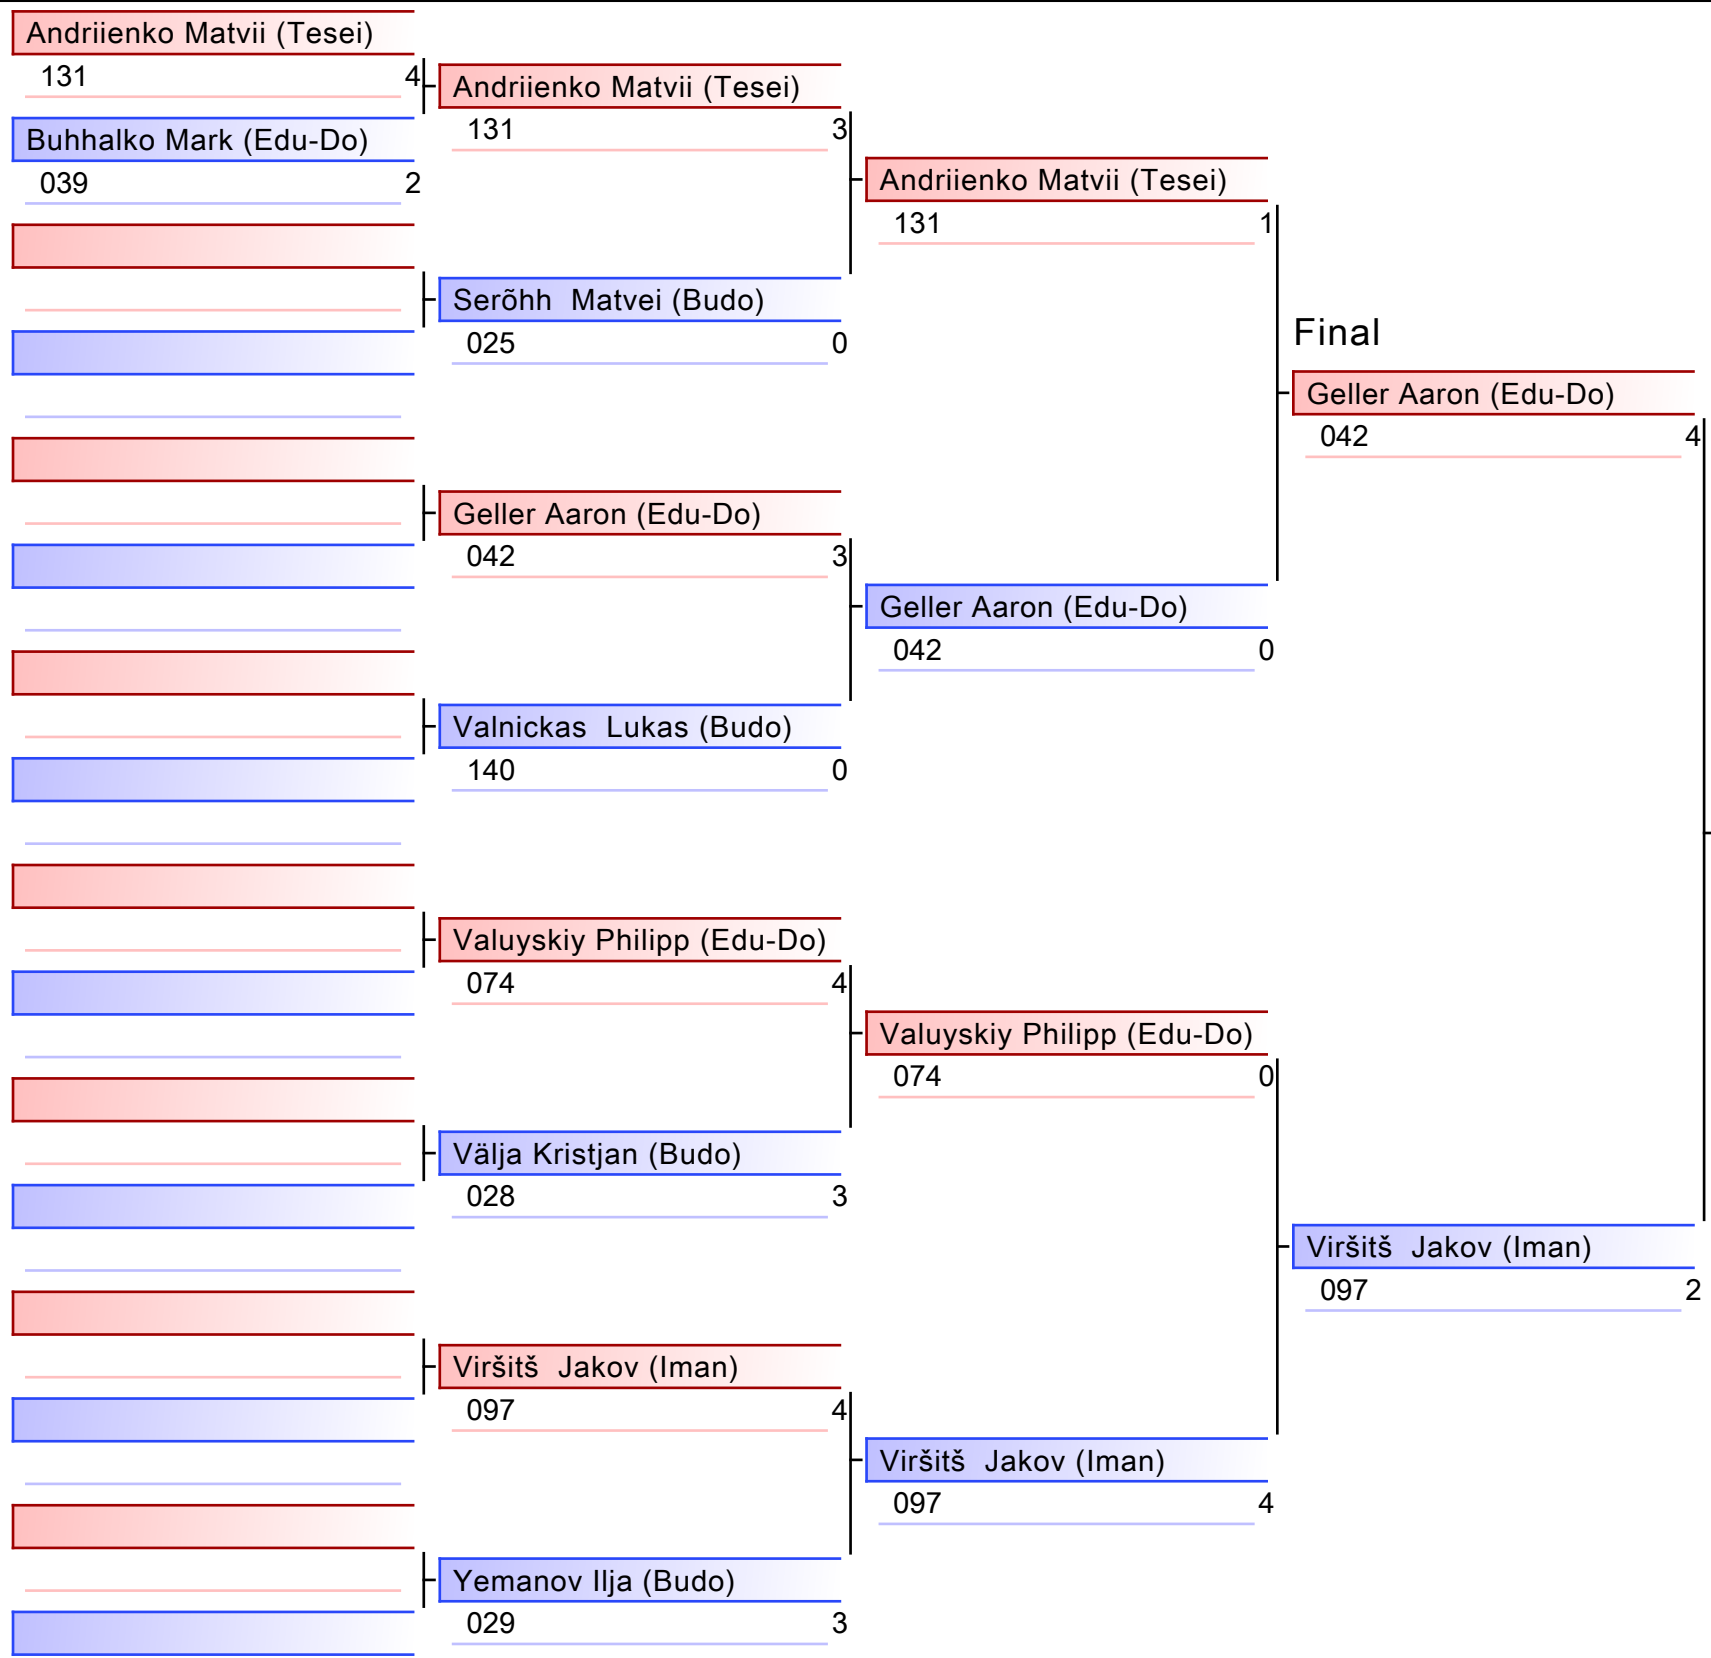 Andriienko Matvii (Tesei)
131 4
Buhhalko Mark (Edu-Do)
039 2
Andriienko Matvii (Tesei)
131 3
Serõhh  Matvei (Budo)
025 0
Geller Aaron (Edu-Do)
042 3
Valnickas  Lukas (Budo)
140 0
Valuyskiy Philipp (Edu-Do)
074 4
Välja Kristjan (Budo)
028 3
Viršitš  Jakov (Iman)
097 4
Yemanov Ilja (Budo)
029 3
Andriienko Matvii (Tesei)
131 1
Geller Aaron (Edu-Do)
042 0
Valuyskiy Philipp (Edu-Do)
074 0
Viršitš  Jakov (Iman)
097 4
Final
Geller Aaron (Edu-Do)
042 4
Viršitš  Jakov (Iman)
097 2